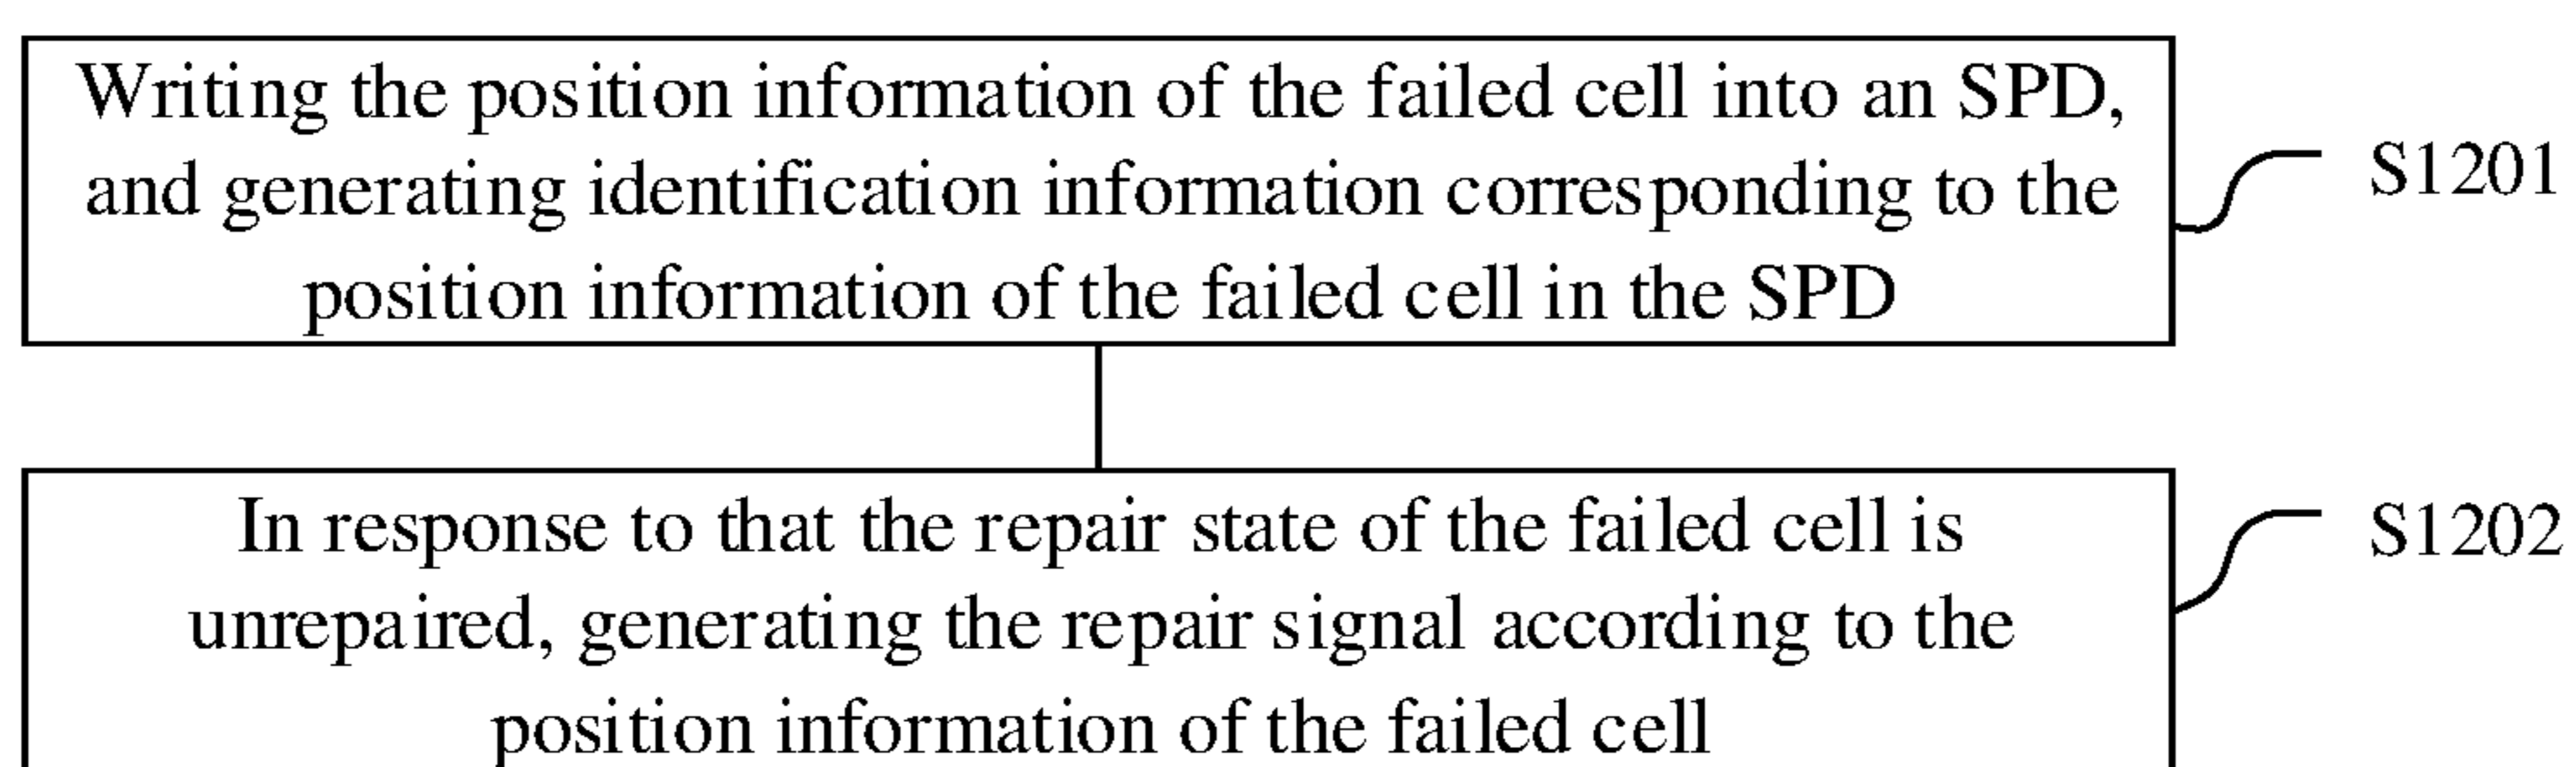 Writing the position information of the failed cell into an SPD,
and generating identification information corresponding to the
position information of the failed cell in the SPD
S1201
In response to that the repair state of the failed cell is
unrepaired, generating the repair signal according to the
position information of the failed cell
S1202